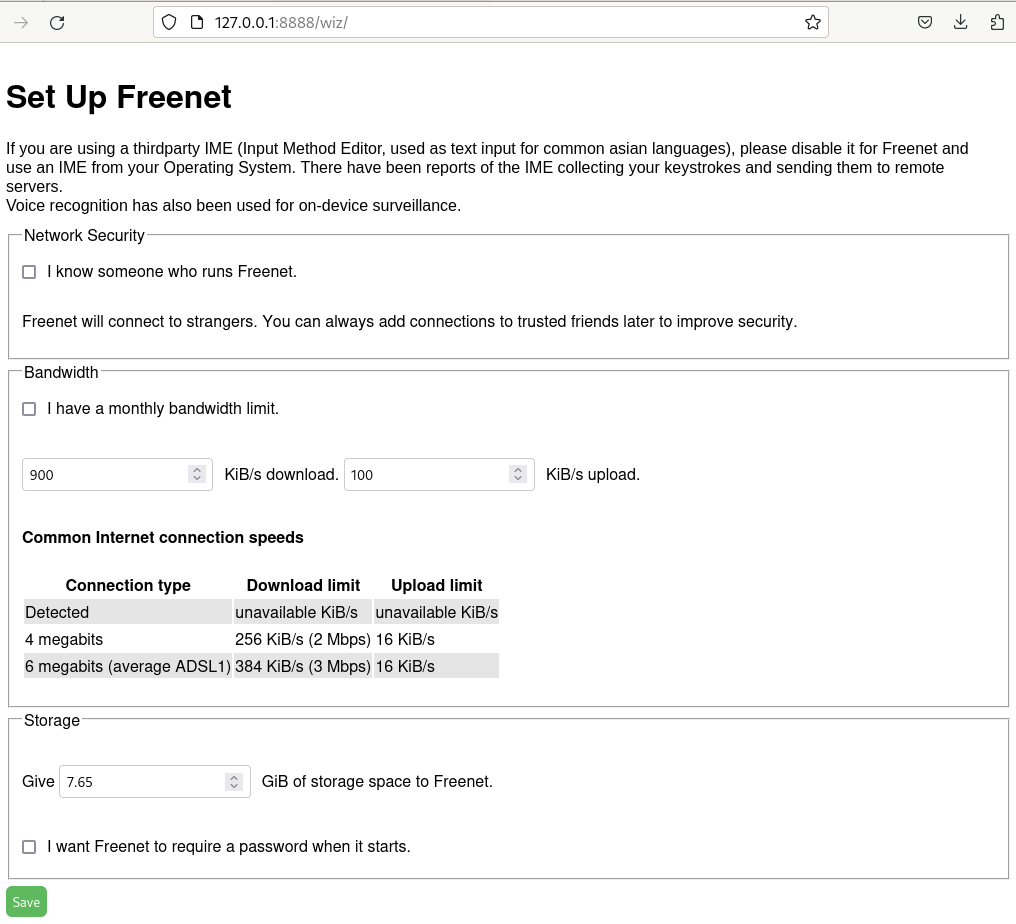 127.0.0.1:8888/wiz/
Set Up Freenet
If you are using a thirdparty IME (Input Method Editor, used as text input for common asian languages), please disable it for Freenet and
use an IME from your Operating System. There have been reports of the IME collecting your keystrokes and sending them to remote
servers.
Voice recognition has also been used for on-device surveillance.
Network Security
I know someone who runs Freenet.
Freenet will connect to strangers. You can always add connections to trusted friends later to improve security.
Bandwidth
I have a monthly bandwidth limit.
900 KiB/s download. 100 KiB/s upload.
Common Internet connection speeds
Connection type Download limit Upload limit
Detected unavailable KiB/s unavailable KiB/s
4 megabits 256 KiB/s (2 Mbps) 16 KiB/s
6 megabits (average ADSL1) 384 KiB/s (3 Mbps) 16 KiB/s
Storage
Give 7.65 GiB of storage space to Freenet.
I want Freenet to require a password when it starts.
Save